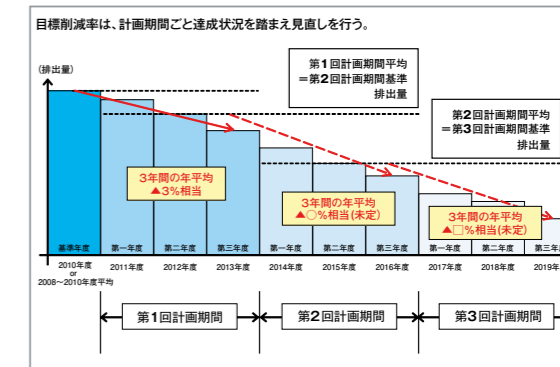 目標削減率は、計画期間ごと達成状況を踏まえ見直しを行う。
(排出量)
第1回計画期間平均
＝第2回計画期間基準
排出量
第2回計画期間平均
＝第3回計画期間基準
排出量
3年間の年平均
▲3%相当
3年間の年平均
▲○%相当(未定)
3年間の年平均
▲□%相当(未定)
基準年度
第一年度
第二年度
第三年度
第一年度
第二年度
第三年度
第一年度
第二年度
第三年
2010年度
or
2008〜2010年度平均
2011年度
2012年度
2013年度
2014年度
2015年度
2016年度
2017年度
2018年度
2019年
第1回計画期間
第2回計画期間
第3回計画期間